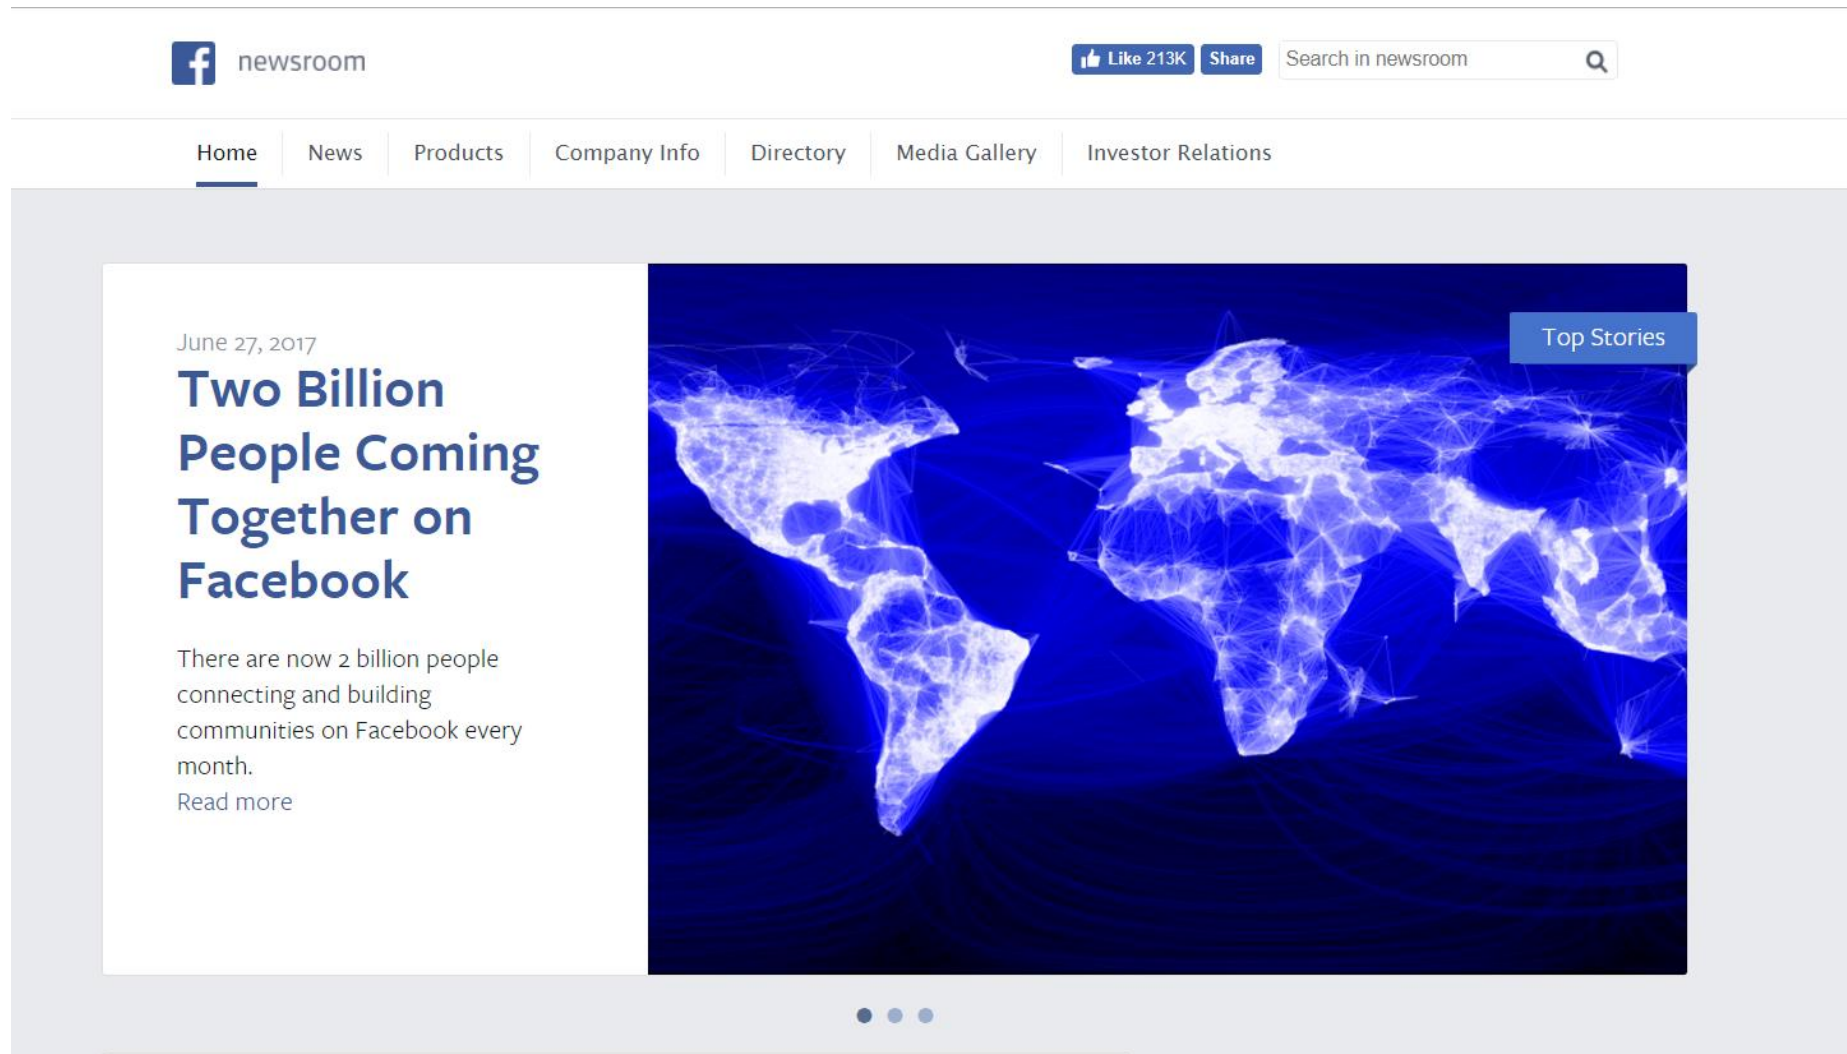 f newsroom
Like 213K Share Search in newsroom
Home News Products Company Info Directory Media Gallery Investor Relations
Top Stories
June 27, 2017
Two Billion
People Coming
Together on
Facebook
There are now 2 billion people
connecting and building
communities on Facebook every
month.
Read more